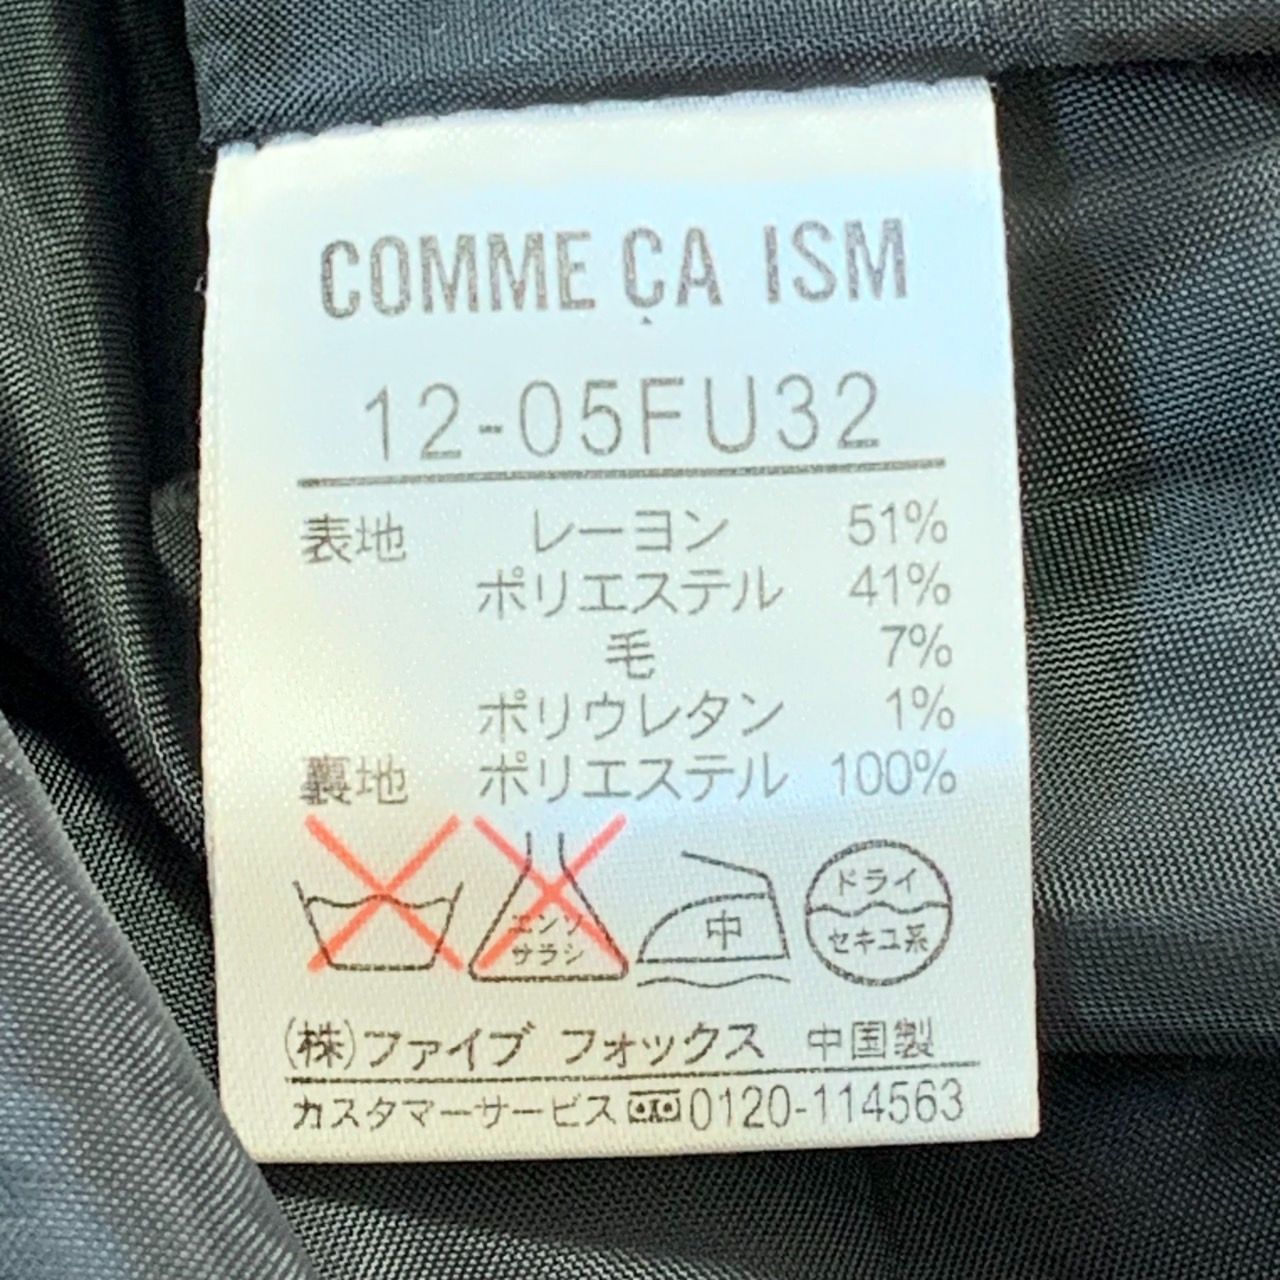 COMME ÇA ISM
12-05FU32
表地 レーヨン 51%
ポリエステル 41%
毛 7%
ポリウレタン 1%
裏地 ポリエステル 100%
エンソ サラシ 中 ドライ セキユ系
(株)ファイブ フォックス 中国製
カスタマーサービス 0120-114563